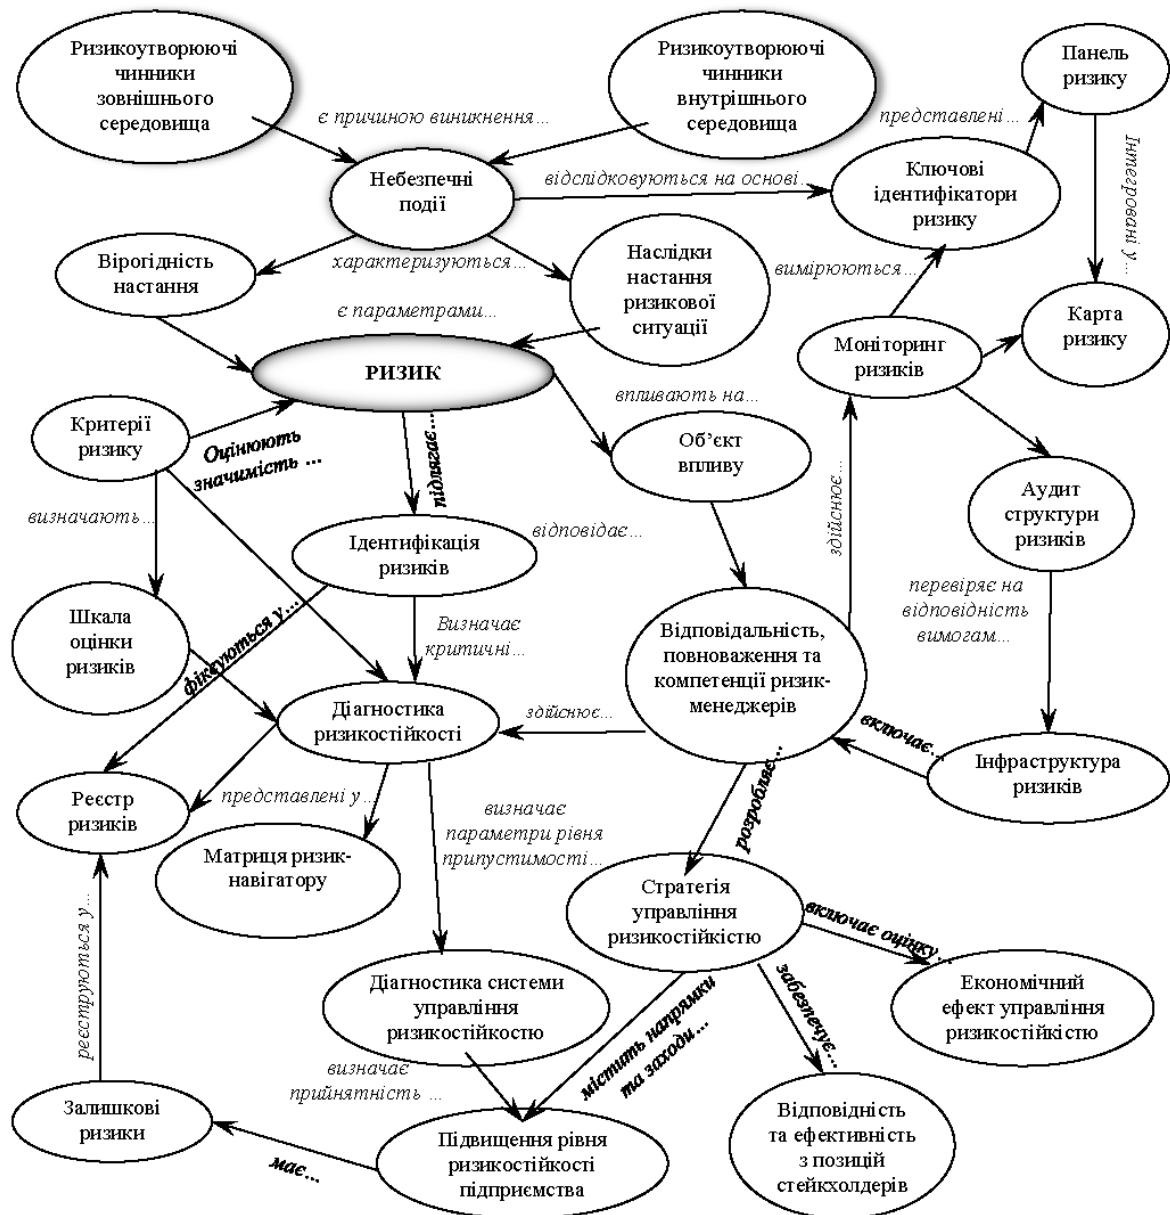 Ризикоутворюючі
чинники
зовнішнього
середовища
Ризикоутворюючі
чинники
внутрішнього
середовища
Панель
ризику
є причиною виникнення...
представлені ...
Небезпечні
події
відслідковуються на основі...
Ключові
ідентифікатори
ризику
Інтегровані у...
Вірогідність
настання
характеризуються...
Наслідки
настання
ризикової
ситуації
вимірюються...
є параметрами...
Карта
ризику
Моніторинг
ризиків
РИЗИК
впливають на...
Критерії
ризику
Оцінюють
значимість ...
підлягає...
Об’єкт
впливу
здійснює...
Аудит
структури
ризиків
визначають...
Ідентифікація
ризиків
відповідає...
перевіряє на
відповідність
вимогам...
Шкала
оцінки
ризиків
фіксуються у...
Визначає
критичні...
Відповідальність,
повноваження та
компетенції ризик-
менеджерів
Діагностика
ризикостійкості
здійснює...
включає...
Інфраструктура
ризиків
Реєстр
ризиків
представлені у...
визначає
параметри рівня
припустимості...
розробляє...
Матриця ризик-
навігатору
Стратегія
управління
ризикостійкістю
включає оцінку...
реєструються у...
Діагностика системи
управління
ризикостійкостю
містить напрямки
та заходи...
забезпечує...
Економічний
ефект управління
ризикостійкістю
визначає
прийнятність ...
Залишкові
ризики
має...
Підвищення рівня
ризикостійкості
підприємства
Відповідність
та ефективність
з позицій
стейкхолдерів